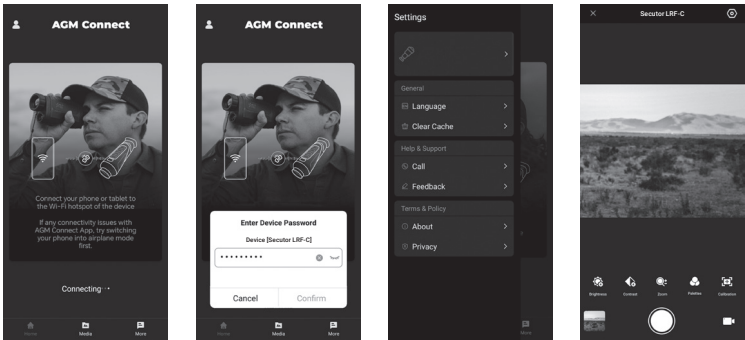 AGM Connect
Connect your phone or tablet to
the Wi-Fi hotspot of the device
If any connectivity issues with
AGM Connect App, try switching
your phone into airplane mode
first.
Connecting···
Home
Media
More
AGM Connect
Enter Device Password
Device [Secutor LRF-C]
•••••••••
Cancel
Confirm
Home
Media
More
Settings
General
Language
Clear Cache
Help & Support
Call
Feedback
Terms & Policy
About
Privacy
More
Secutor LRF-C
Brightness
Contrast
Zoom
Palettes
Calibration